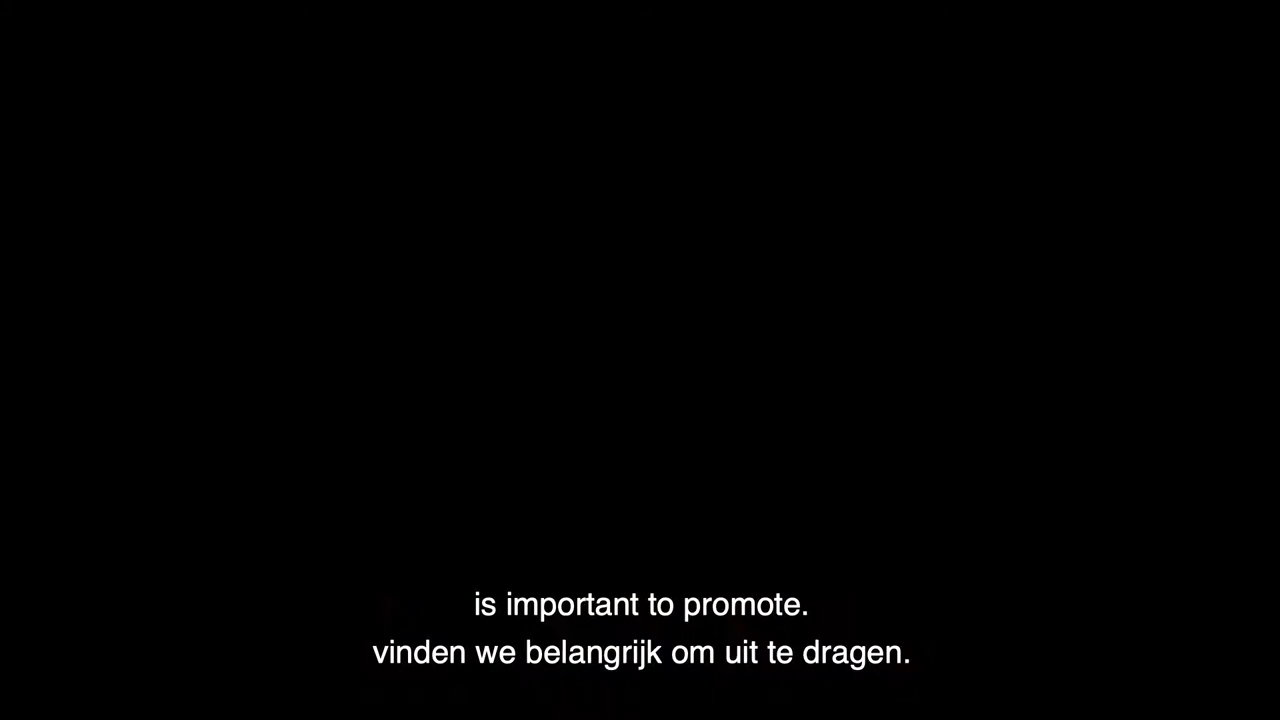 is important to promote.
vinden we belangrijk om uit te dragen.